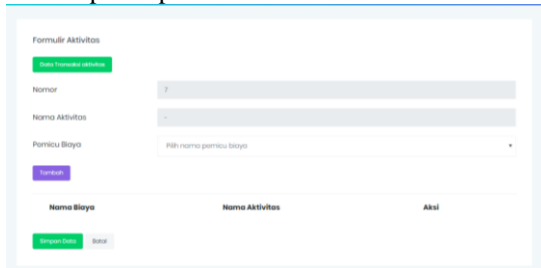 Formulir Aktivitas
Data Transaksi aktivitas
Nomor
7
Nama Aktivitas
-
Pemicu Biaya
Pilih nama pemicu biaya
Tambah
Nama Biaya Nama Aktivitas Aksi
Simpan Data Batal